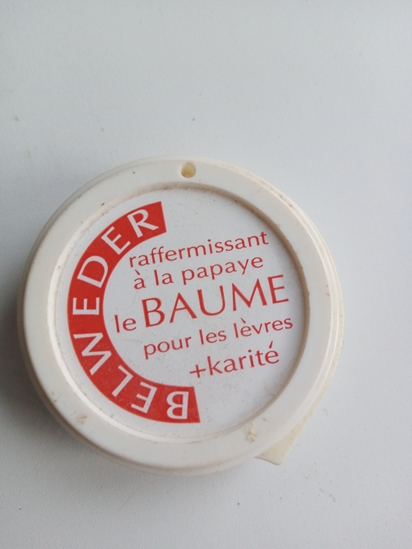 BELWEDER
raffermissant
à la papaye
le BAUME
pour les lèvres
+karité